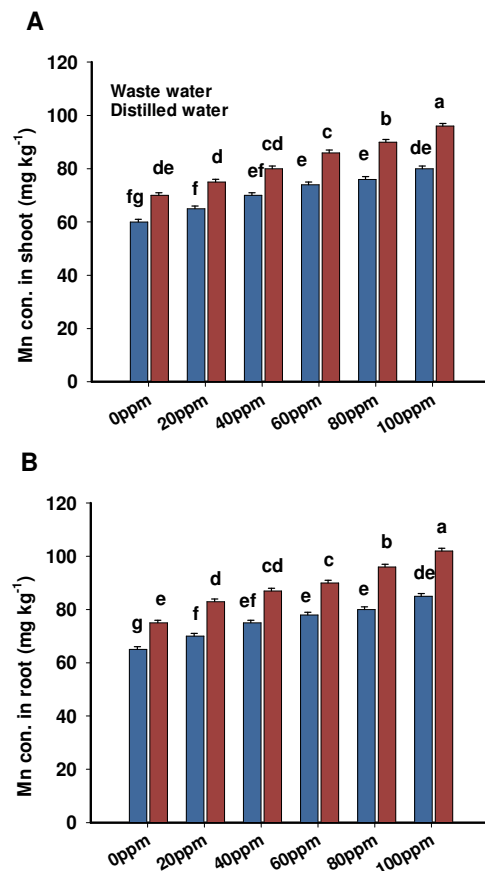 A
Mn con. in shoot (mg kg⁻¹)
120
100
80
60
40
20
0
Waste water
Distilled water
fg de f d ef cd e c e b de a
0ppm 20ppm 40ppm 60ppm 80ppm 100ppm
B
Mn con. in root (mg kg⁻¹)
120
100
80
60
40
20
0
g e f d ef cd e c e b de a
0ppm 20ppm 40ppm 60ppm 80ppm 100ppm